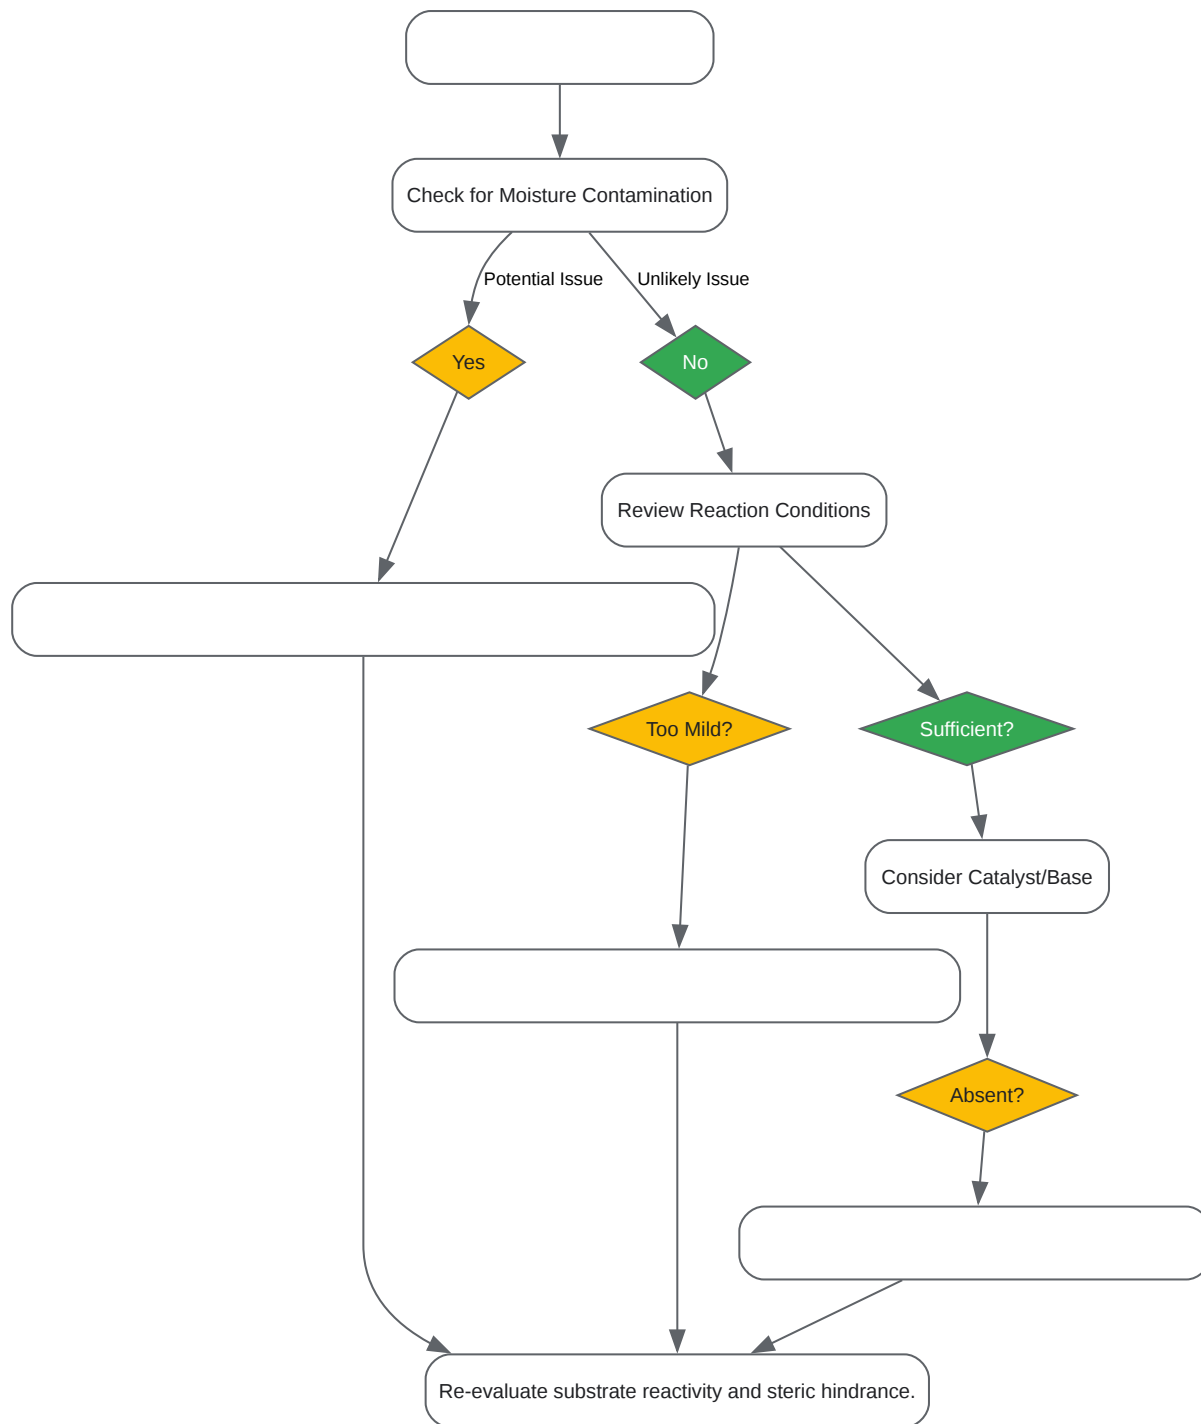 Check for Moisture Contamination
Potential Issue
Unlikely Issue
Yes
No
Review Reaction Conditions
Too Mild?
Sufficient?
Consider Catalyst/Base
Absent?
Re-evaluate substrate reactivity and steric hindrance.